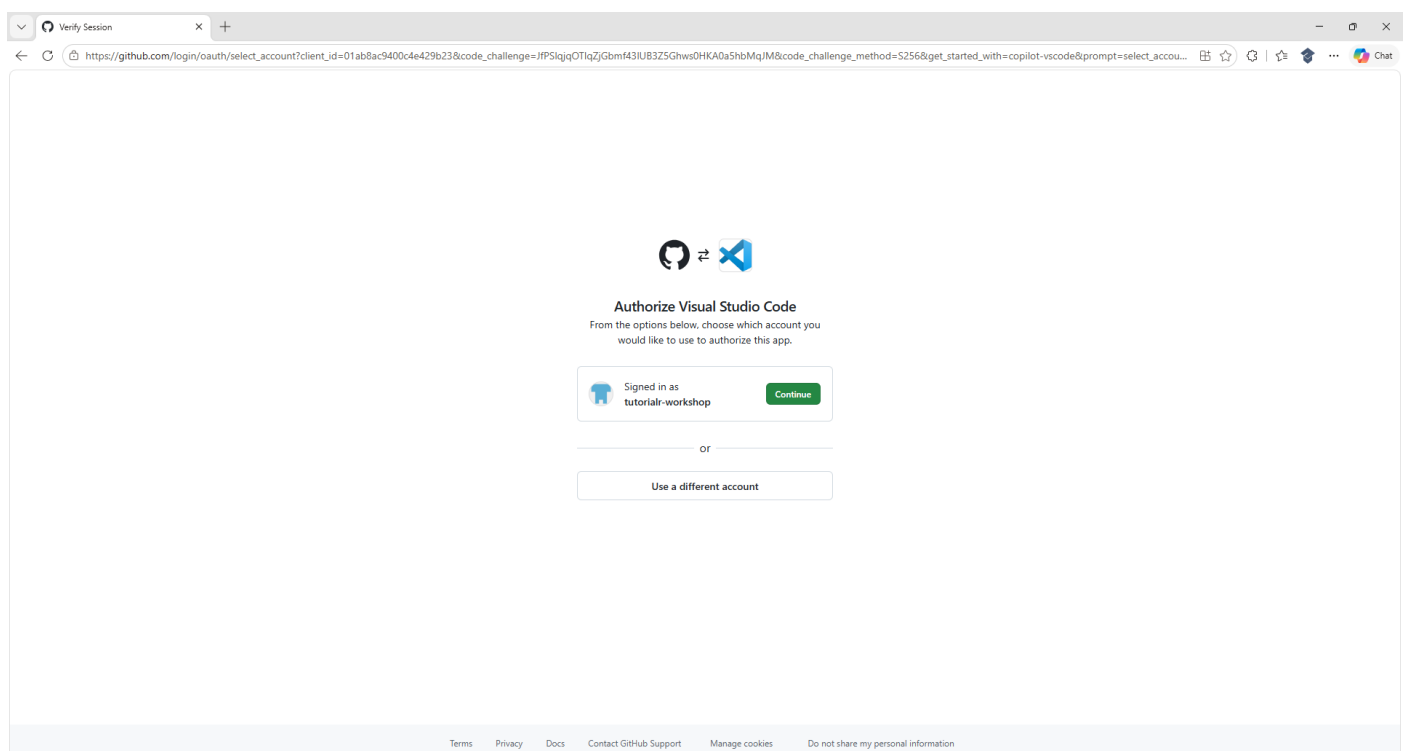 Verify Session
https://github.com/login/oauth/select_account?client_id=01ab8ac9400c4e429b23&code_challenge=JfPSlqjqOTlqZjGbmf43lUB3Z5Ghws0HKA0a5hbMqJM&code_challenge_method=S256&get_started_with=copilot-vscode&prompt=select_accou...
Chat
Authorize Visual Studio Code
From the options below, choose which account you
would like to use to authorize this app.
Signed in as
tutorialr-workshop
Continue
or
Use a different account
Terms Privacy Docs Contact GitHub Support Manage cookies Do not share my personal information